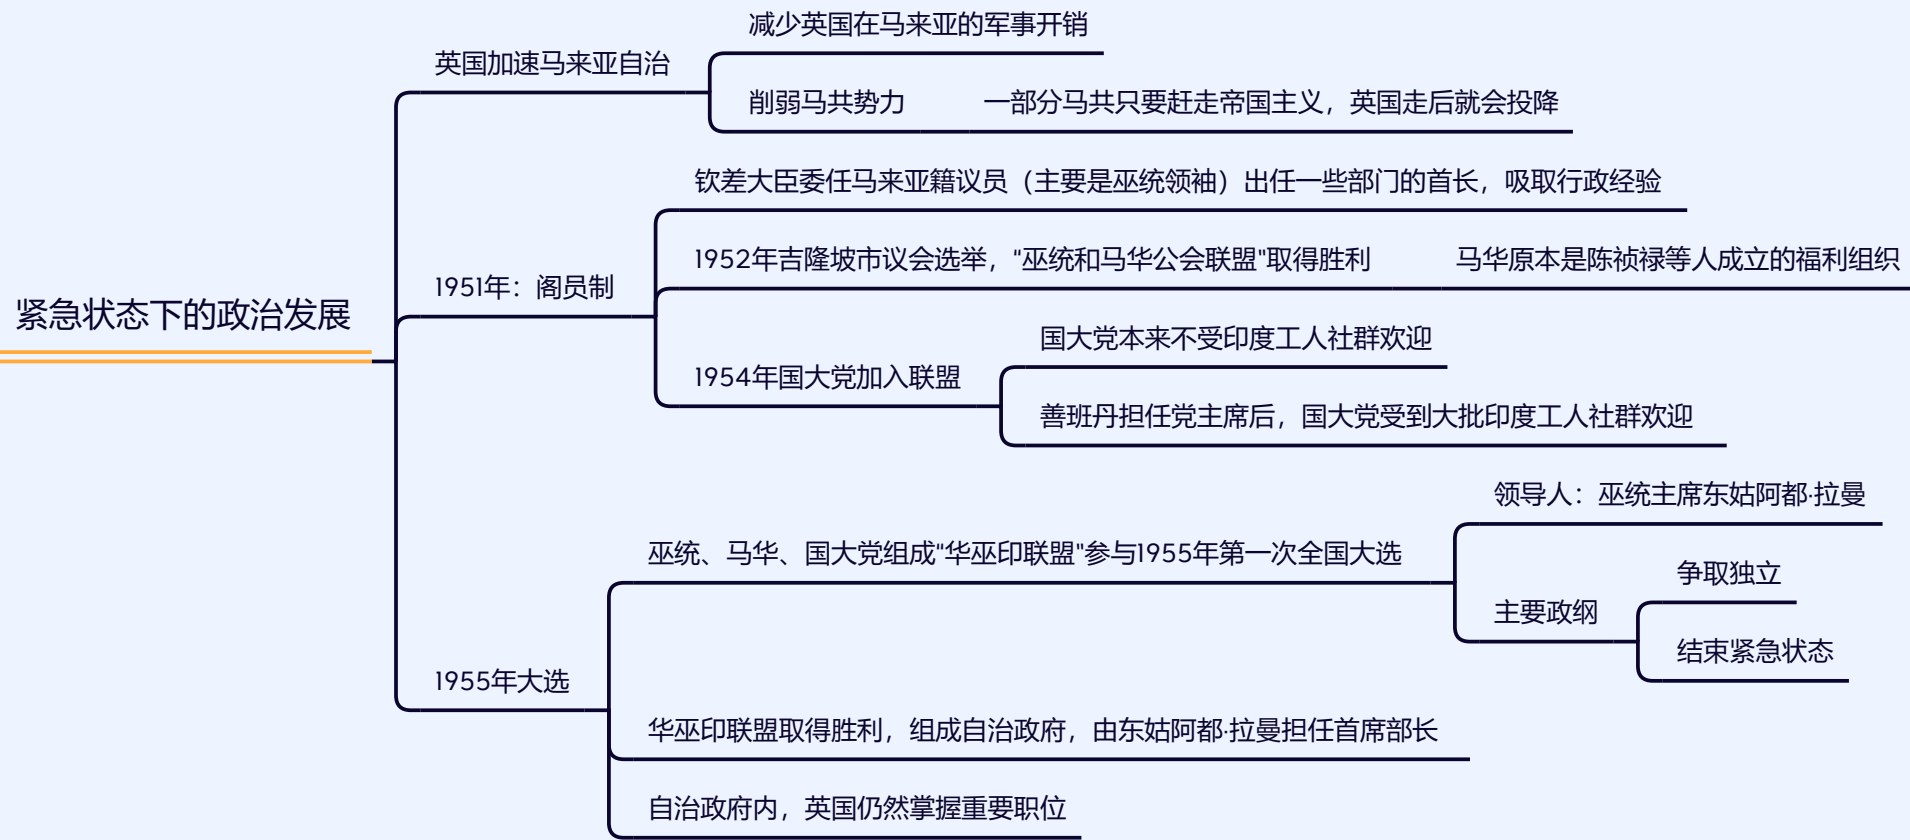 紧急状态下的政治发展
英国加速马来亚自治
减少英国在马来亚的军事开销
削弱马共势力
一部分马共只要赶走帝国主义，英国走后就会投降
1951年：阁员制
钦差大臣委任马来亚籍议员（主要是巫统领袖）出任一些部门的首长，吸取行政经验
1952年吉隆坡市议会选举，"巫统和马华公会联盟"取得胜利
马华原本是陈祯禄等人成立的福利组织
1954年国大党加入联盟
国大党本来不受印度工人社群欢迎
善班丹担任党主席后，国大党受到大批印度工人社群欢迎
1955年大选
巫统、马华、国大党组成"华巫印联盟"参与1955年第一次全国大选
领导人：巫统主席东姑阿都·拉曼
主要政纲
争取独立
结束紧急状态
华巫印联盟取得胜利，组成自治政府，由东姑阿都·拉曼担任首席部长
自治政府内，英国仍然掌握重要职位